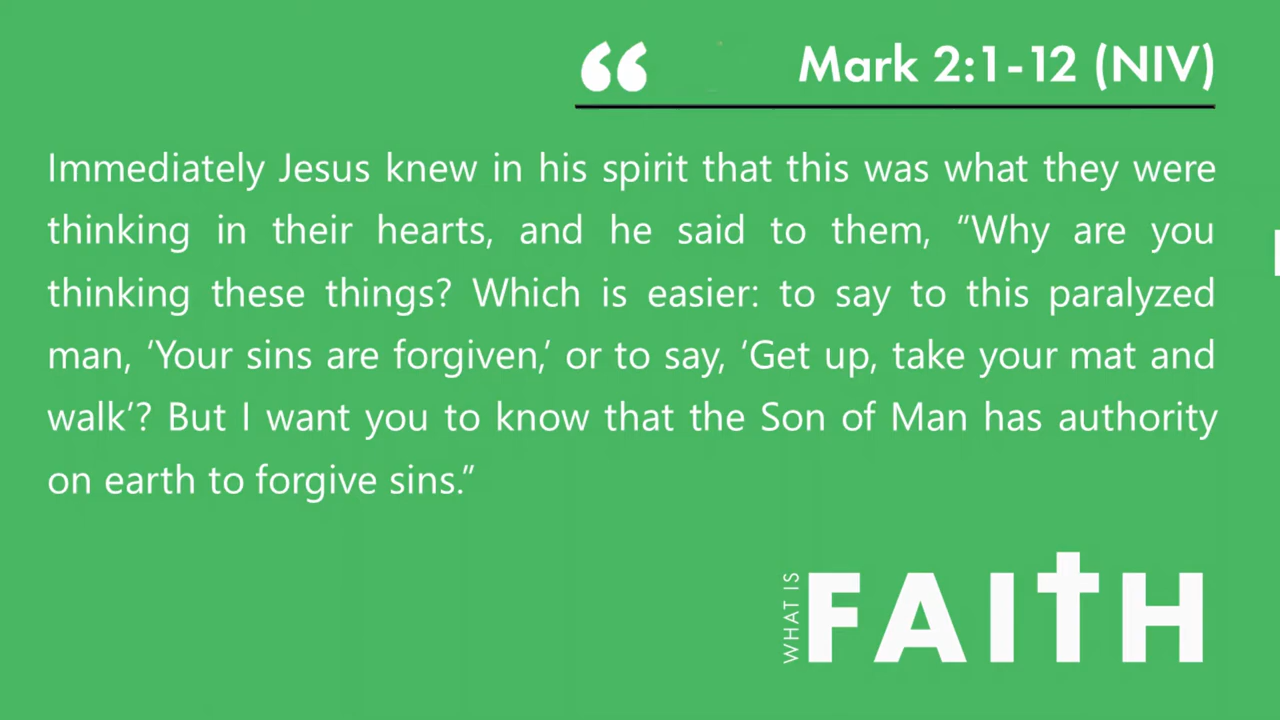 “
Mark 2:1-12 (NIV)
Immediately Jesus knew in his spirit that this was what they were
thinking in their hearts, and he said to them, “Why are you
thinking these things? Which is easier: to say to this paralyzed
man, ‘Your sins are forgiven,’ or to say, ‘Get up, take your mat and
walk’? But I want you to know that the Son of Man has authority
on earth to forgive sins.”
WHAT IS
FAITH